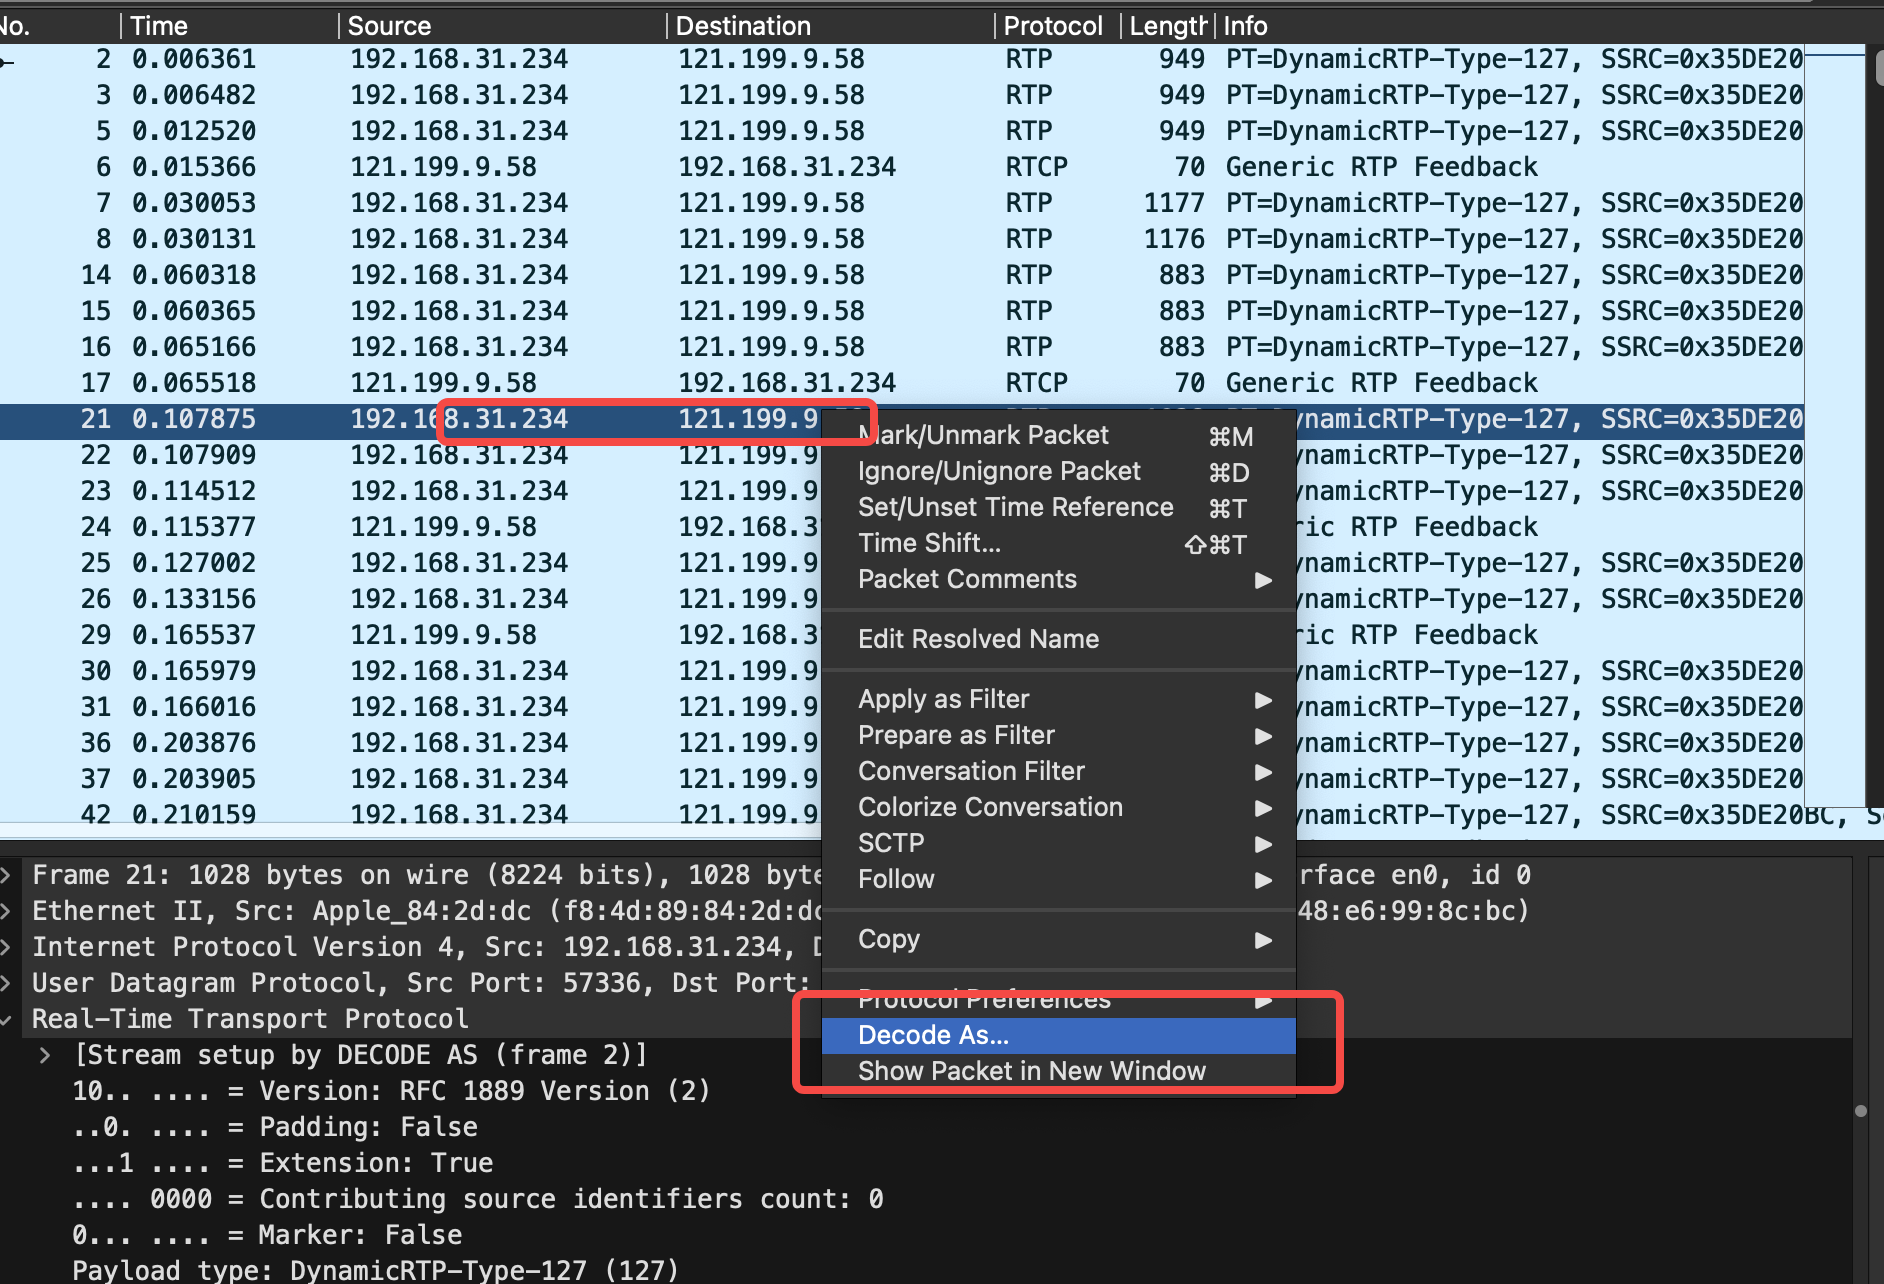 No. Time Source Destination Protocol Length Info
2 0.006361 192.168.31.234 121.199.9.58 RTP 949 PT=DynamicRTP-Type-127, SSRC=0x35DE20
3 0.006482 192.168.31.234 121.199.9.58 RTP 949 PT=DynamicRTP-Type-127, SSRC=0x35DE20
5 0.012520 192.168.31.234 121.199.9.58 RTP 949 PT=DynamicRTP-Type-127, SSRC=0x35DE20
6 0.015366 121.199.9.58 192.168.31.234 RTCP 70 Generic RTP Feedback
7 0.030053 192.168.31.234 121.199.9.58 RTP 1177 PT=DynamicRTP-Type-127, SSRC=0x35DE20
8 0.030131 192.168.31.234 121.199.9.58 RTP 1176 PT=DynamicRTP-Type-127, SSRC=0x35DE20
14 0.060318 192.168.31.234 121.199.9.58 RTP 883 PT=DynamicRTP-Type-127, SSRC=0x35DE20
15 0.060365 192.168.31.234 121.199.9.58 RTP 883 PT=DynamicRTP-Type-127, SSRC=0x35DE20
16 0.065166 192.168.31.234 121.199.9.58 RTP 883 PT=DynamicRTP-Type-127, SSRC=0x35DE20
17 0.065518 121.199.9.58 192.168.31.234 RTCP 70 Generic RTP Feedback
21 0.107875 192.168.31.234 121.199.9 ynamicRTP-Type-127, SSRC=0x35DE20
22 0.107909 192.168.31.234 121.199.9 ynamicRTP-Type-127, SSRC=0x35DE20
23 0.114512 192.168.31.234 121.199.9 ynamicRTP-Type-127, SSRC=0x35DE20
24 0.115377 121.199.9.58 192.168.3 ric RTP Feedback
25 0.127002 192.168.31.234 121.199.9 ynamicRTP-Type-127, SSRC=0x35DE20
26 0.133156 192.168.31.234 121.199.9 ynamicRTP-Type-127, SSRC=0x35DE20
29 0.165537 121.199.9.58 192.168.3 ric RTP Feedback
30 0.165979 192.168.31.234 121.199.9 ynamicRTP-Type-127, SSRC=0x35DE20
31 0.166016 192.168.31.234 121.199.9 ynamicRTP-Type-127, SSRC=0x35DE20
36 0.203876 192.168.31.234 121.199.9 ynamicRTP-Type-127, SSRC=0x35DE20
37 0.203905 192.168.31.234 121.199.9 ynamicRTP-Type-127, SSRC=0x35DE20
42 0.210159 192.168.31.234 121.199.9 ynamicRTP-Type-127, SSRC=0x35DE20BC, S
Mark/Unmark Packet ⌘M
Ignore/Unignore Packet ⌘D
Set/Unset Time Reference ⌘T
Time Shift... ⇧⌘T
Packet Comments
Edit Resolved Name
Apply as Filter
Prepare as Filter
Conversation Filter
Colorize Conversation
SCTP
Follow
Copy
Protocol Preferences
Decode As...
Show Packet in New Window
Frame 21: 1028 bytes on wire (8224 bits), 1028 byte rface en0, id 0
Ethernet II, Src: Apple_84:2d:dc (f8:4d:89:84:2d:dc 48:e6:99:8c:bc)
Internet Protocol Version 4, Src: 192.168.31.234, D
User Datagram Protocol, Src Port: 57336, Dst Port:
Real-Time Transport Protocol
[Stream setup by DECODE AS (frame 2)]
10.. .... = Version: RFC 1889 Version (2)
..0. .... = Padding: False
...1 .... = Extension: True
.... 0000 = Contributing source identifiers count: 0
0... .... = Marker: False
Payload type: DynamicRTP-Type-127 (127)